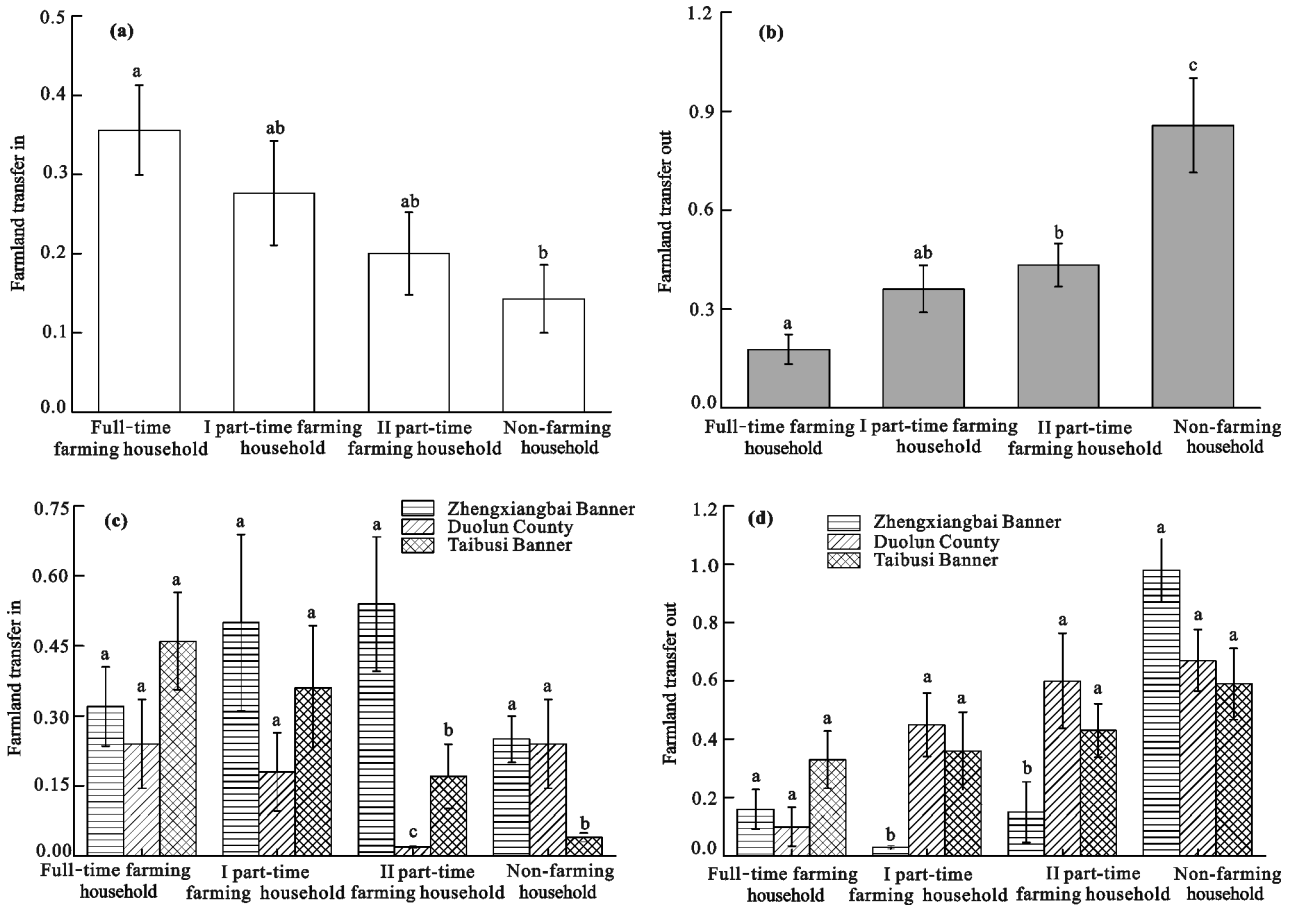 (a)
Farmland transfer in
0.5
0.4
0.3
0.2
0.1
0.0
a
ab
ab
b
Full-time
farming household
I part-time farming
household
II part-time
farming household
Non-farming
household
(b)
Farmland transfer out
1.2
0.9
0.6
0.3
0.0
a
ab
b
c
Full-time farming
household
I part-time farming
household
II part-time
farming household
Non-farming
household
(c)
Zhengxiangbai Banner
Duolun County
Taibusi Banner
Farmland transfer in
0.75
0.60
0.45
0.30
0.15
0.00
a
a
a
a
a
a
a
c
b
a
a
b
Full-time farming
household
I part-time
farming household
II part-time
farming household
Non-farming
household
(d)
Zhengxiangbai Banner
Duolun County
Taibusi Banner
Farmland transfer out
1.2
1.0
0.8
0.6
0.4
0.2
0.0
a
a
a
b
a
a
b
a
a
a
a
a
Full-time farming
household
I part-time
farming household
II part-time
farming household
Non-farming
household